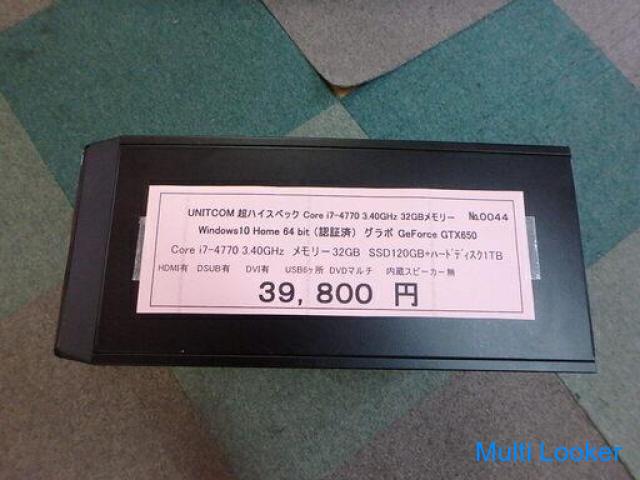 UNITCOM 超ハイスペック Core i7-4770 3.40GHz 32GBメモリー №0044
Windows10 Home 64 bit (認証済) グラボ GeForce GTX650
Core i7-4770 3.40GHz メモリー32GB SSD120GB+ハードディスク1TB
HDMI有 DSUB有 DVI有 USB6ヶ所 DVDマルチ 内蔵スピーカー無
39,800 円
Multi Looker